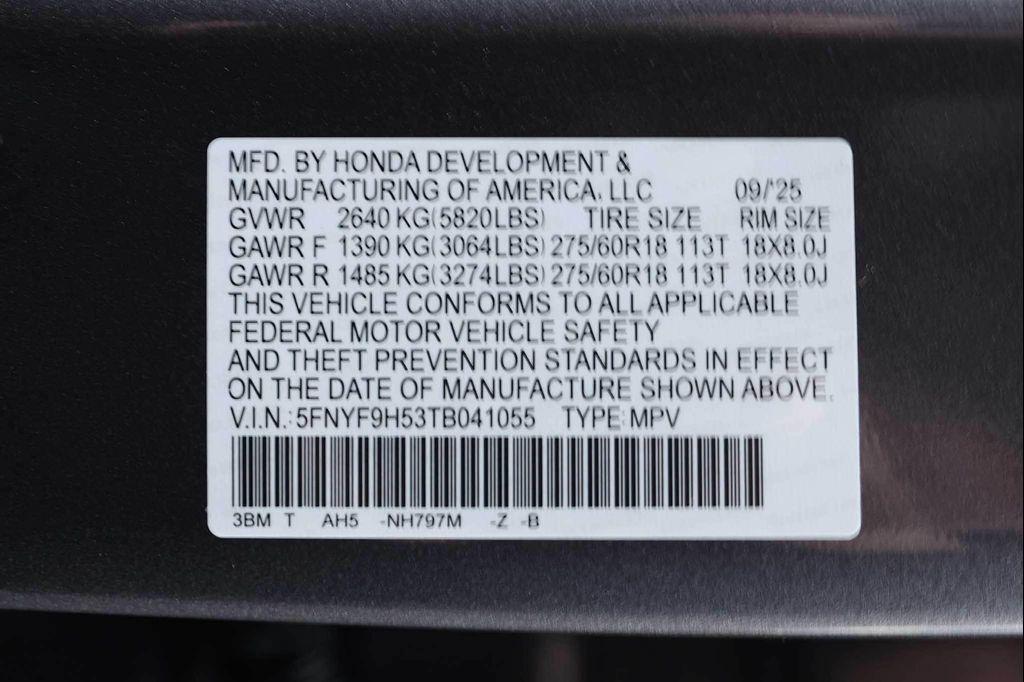 MFD. BY HONDA DEVELOPMENT &
MANUFACTURING OF AMERICA, LLC 09/'25
GVWR 2640 KG(5820LBS) TIRE SIZE RIM SIZE
GAWR F 1390 KG(3064LBS) 275/60R18 113T 18X8.0J
GAWR R 1485 KG(3274LBS) 275/60R18 113T 18X8.0J
THIS VEHICLE CONFORMS TO ALL APPLICABLE
FEDERAL MOTOR VEHICLE SAFETY
AND THEFT PREVENTION STANDARDS IN EFFECT
ON THE DATE OF MANUFACTURE SHOWN ABOVE.
V.I.N.: 5FNYF9H53TB041055 TYPE: MPV
3BM T AH5 -NH797M -Z -B